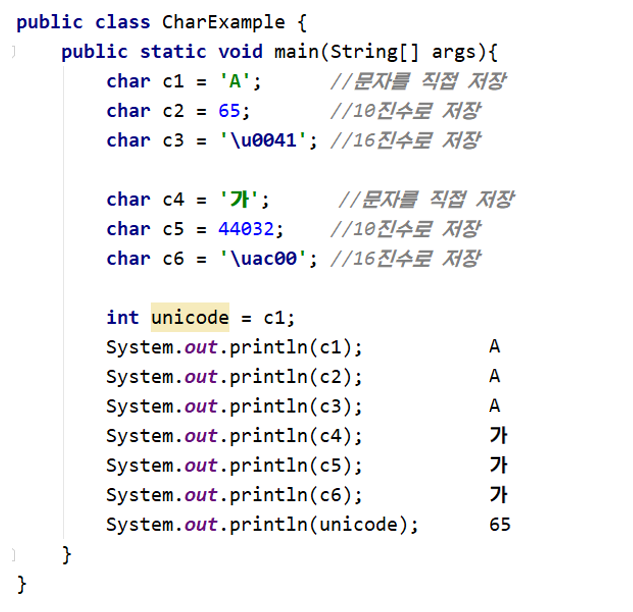 public class CharExample {
    public static void main(String[] args){
        char c1 = 'A';      //문자를 직접 저장
        char c2 = 65;       //10진수로 저장
        char c3 = '\u0041'; //16진수로 저장

        char c4 = '가';      //문자를 직접 저장
        char c5 = 44032;    //10진수로 저장
        char c6 = '\uac00'; //16진수로 저장

        int unicode = c1;
        System.out.println(c1);           A
        System.out.println(c2);           A
        System.out.println(c3);           A
        System.out.println(c4);           가
        System.out.println(c5);           가
        System.out.println(c6);           가
        System.out.println(unicode);      65
    }
}